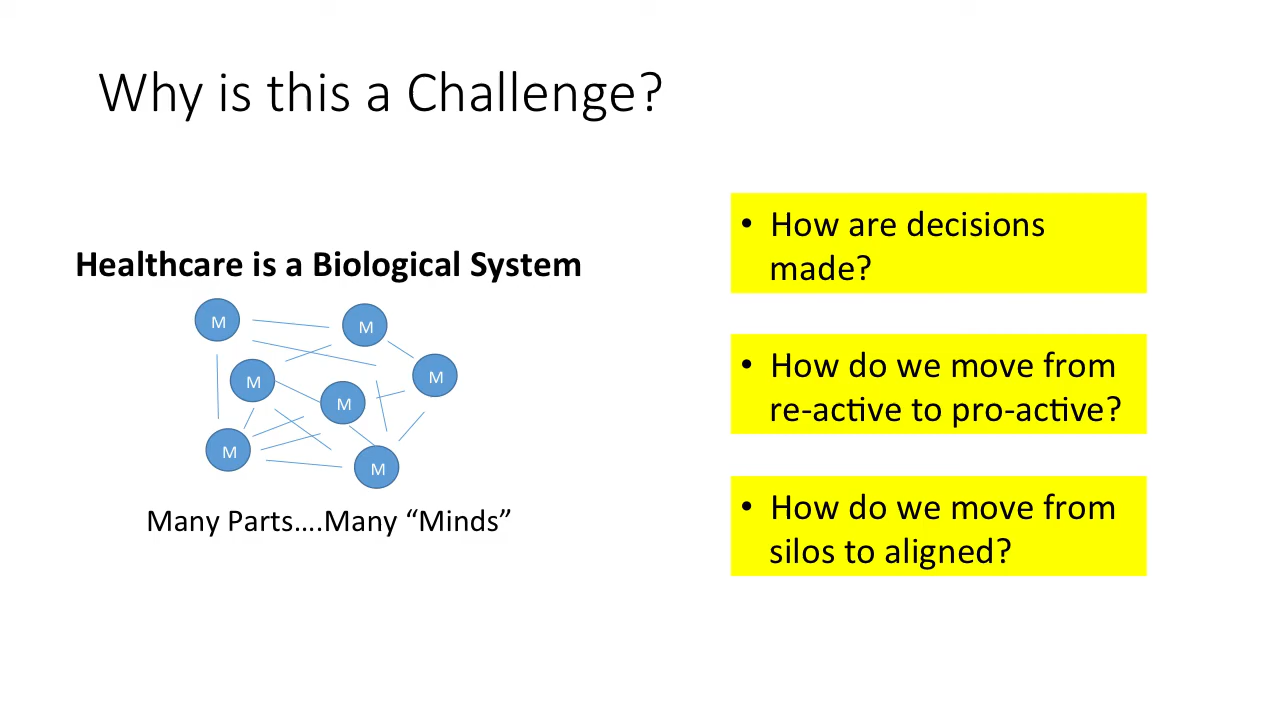 Why is this a Challenge?
Healthcare is a Biological System
M
M
M
M
M
M
M
Many Parts....Many “Minds”
• How are decisions
made?
• How do we move from
re-active to pro-active?
• How do we move from
silos to aligned?